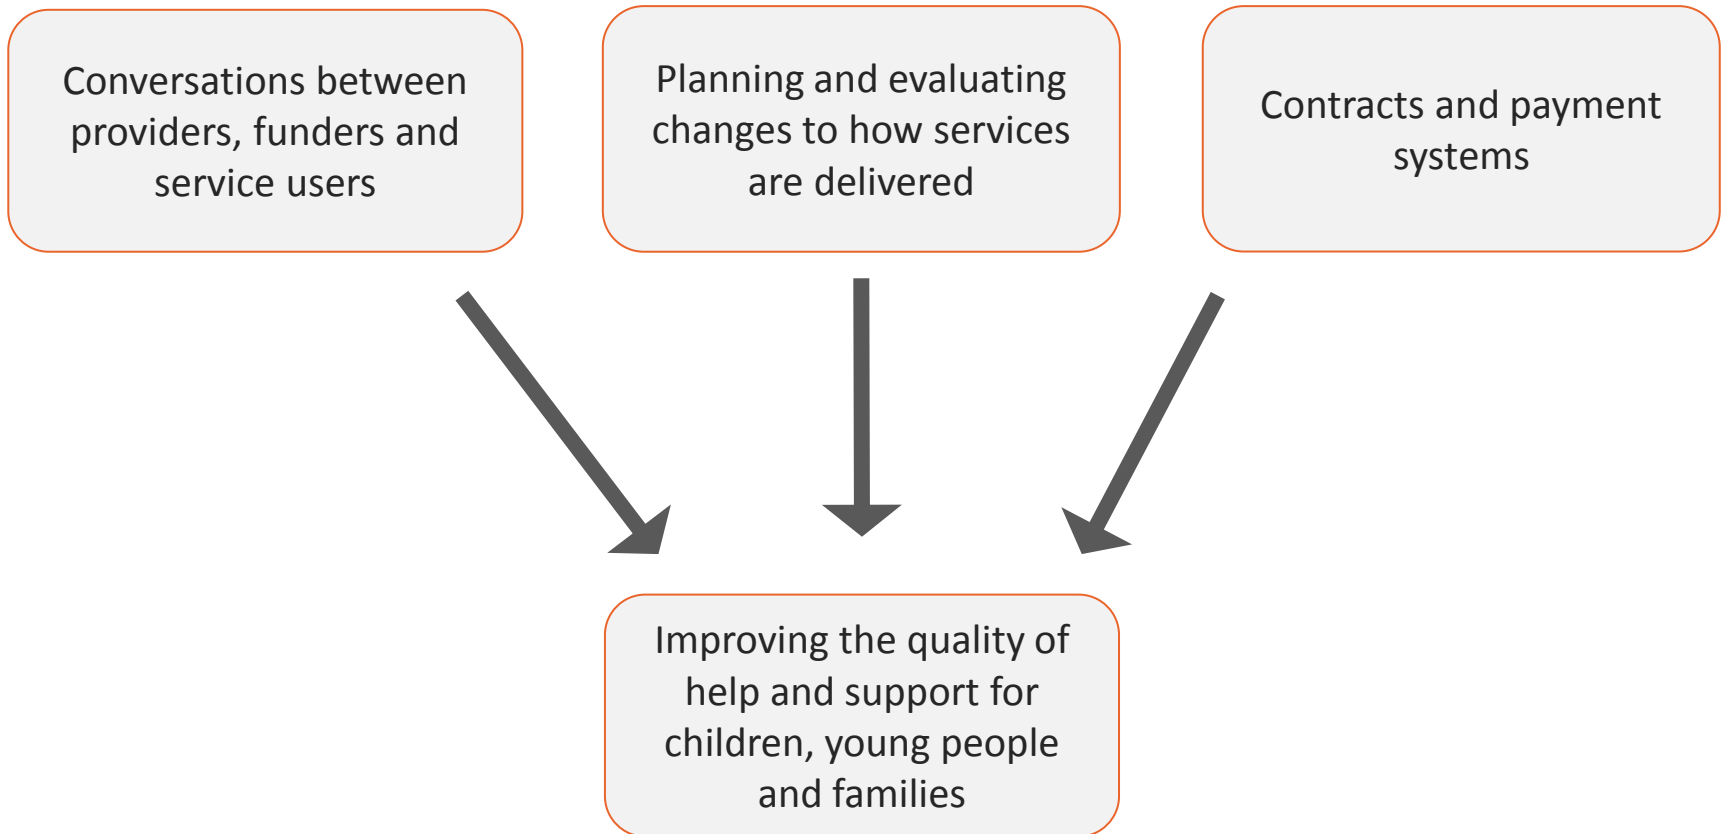 Conversations between
providers, funders and
service users
Planning and evaluating
changes to how services
are delivered
Contracts and payment
systems
Improving the quality of
help and support for
children, young people
and families